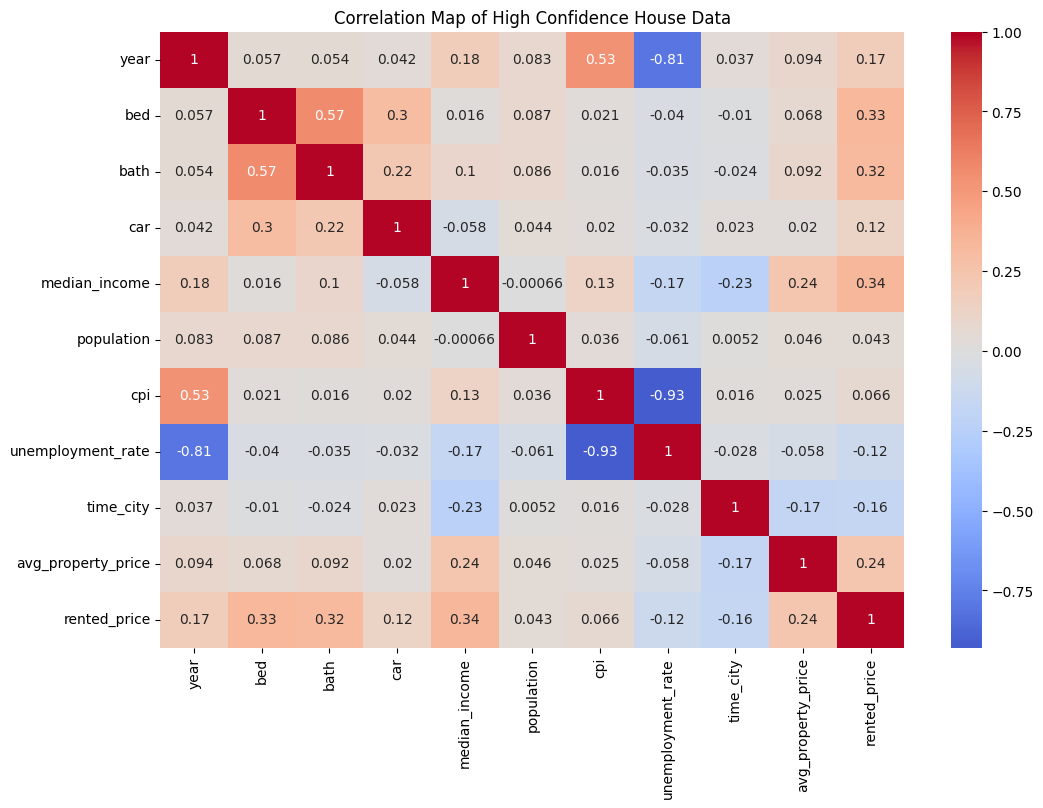 Correlation Map of High Confidence House Data
year 1 0.057 0.054 0.042 0.18 0.083 0.53 -0.81 0.037 0.094 0.17
bed 0.057 1 0.57 0.3 0.016 0.087 0.021 -0.04 -0.01 0.068 0.33
bath 0.054 0.57 1 0.22 0.1 0.086 0.016 -0.035 -0.024 0.092 0.32
car 0.042 0.3 0.22 1 -0.058 0.044 0.02 -0.032 0.023 0.02 0.12
median_income 0.18 0.016 0.1 -0.058 1 -0.00066 0.13 -0.17 -0.23 0.24 0.34
population 0.083 0.087 0.086 0.044 -0.00066 1 0.036 -0.061 0.0052 0.046 0.043
cpi 0.53 0.021 0.016 0.02 0.13 0.036 1 -0.93 0.016 0.025 0.066
unemployment_rate -0.81 -0.04 -0.035 -0.032 -0.17 -0.061 -0.93 1 -0.028 -0.058 -0.12
time_city 0.037 -0.01 -0.024 0.023 -0.23 0.0052 0.016 -0.028 1 -0.17 -0.16
avg_property_price 0.094 0.068 0.092 0.02 0.24 0.046 0.025 -0.058 -0.17 1 0.24
rented_price 0.17 0.33 0.32 0.12 0.34 0.043 0.066 -0.12 -0.16 0.24 1
year bed bath car median_income population cpi unemployment_rate time_city avg_property_price rented_price
1.00
0.75
0.50
0.25
0.00
−0.25
−0.50
−0.75